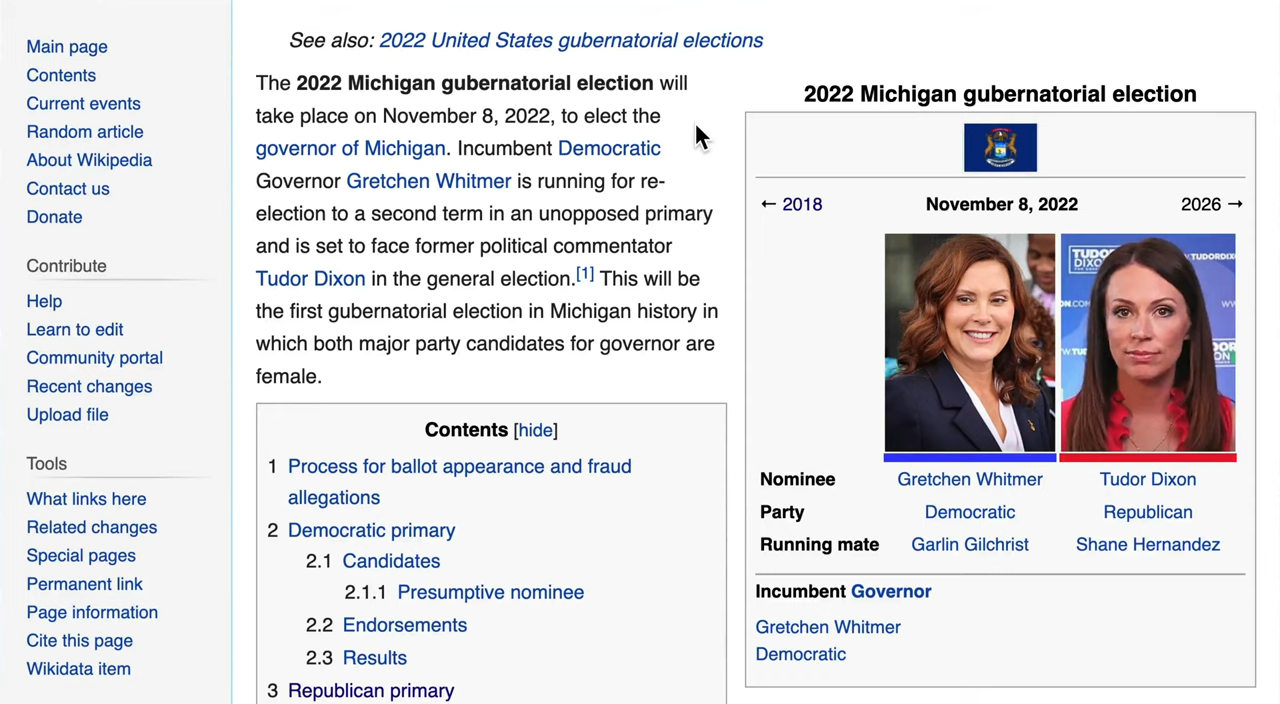 Main page
Contents
Current events
Random article
About Wikipedia
Contact us
Donate
Contribute
Help
Learn to edit
Community portal
Recent changes
Upload file
Tools
What links here
Related changes
Special pages
Permanent link
Page information
Cite this page
Wikidata item
See also: 2022 United States gubernatorial elections
The 2022 Michigan gubernatorial election will
take place on November 8, 2022, to elect the
governor of Michigan. Incumbent Democratic
Governor Gretchen Whitmer is running for re-
election to a second term in an unopposed primary
and is set to face former political commentator
Tudor Dixon in the general election.[1] This will be
the first gubernatorial election in Michigan history in
which both major party candidates for governor are
female.
Contents [hide]
1 Process for ballot appearance and fraud
allegations
2 Democratic primary
2.1 Candidates
2.1.1 Presumptive nominee
2.2 Endorsements
2.3 Results
3 Republican primary
2022 Michigan gubernatorial election
← 2018 November 8, 2022 2026 →
TUDOR
DIXON
Nominee Gretchen Whitmer Tudor Dixon
Party Democratic Republican
Running mate Garlin Gilchrist Shane Hernandez
Incumbent Governor
Gretchen Whitmer
Democratic